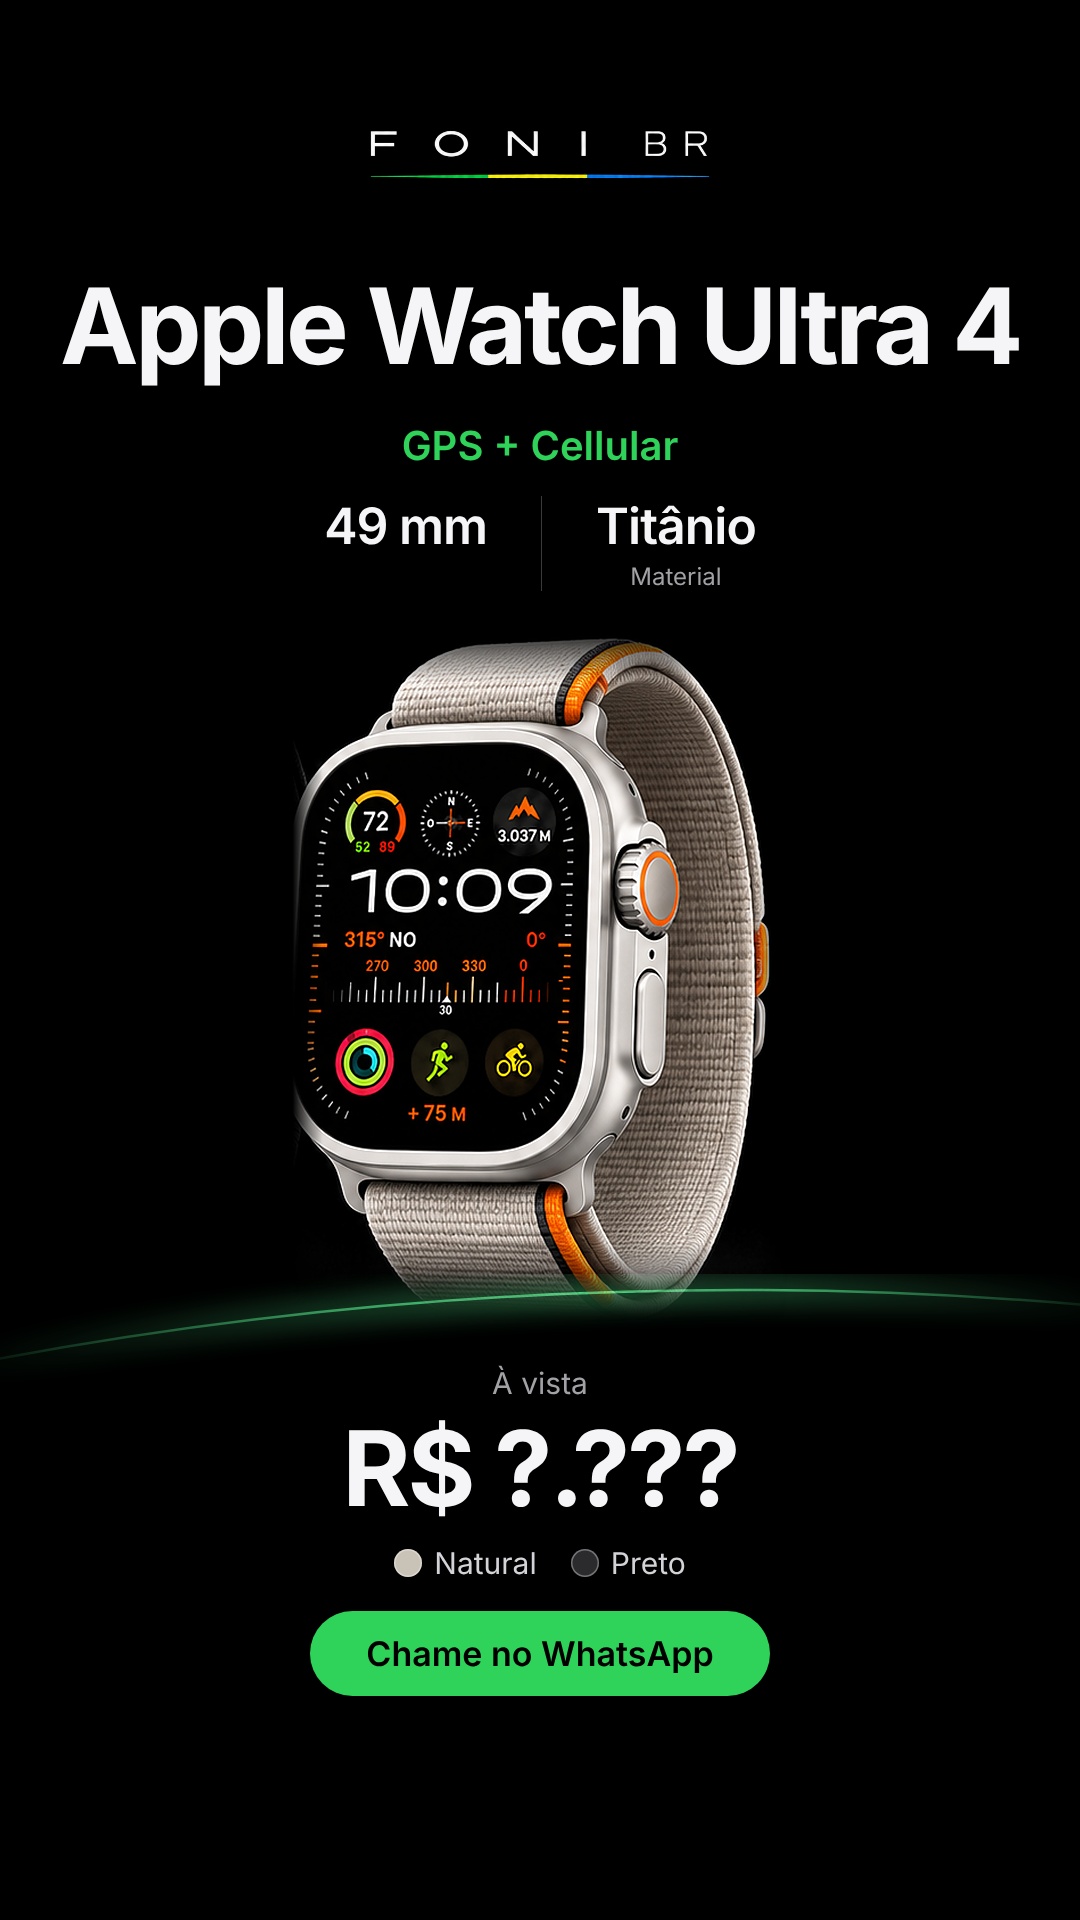 FONI BR
Apple Watch Ultra 4
GPS + Cellular
49 mm
Titânio
Material
72
52 89
N
O E
S
3.037 M
10:09
315° NO 0°
270 300 330 0
30
+ 75 M
À vista
R$ ?.???
Natural Preto
Chame no WhatsApp